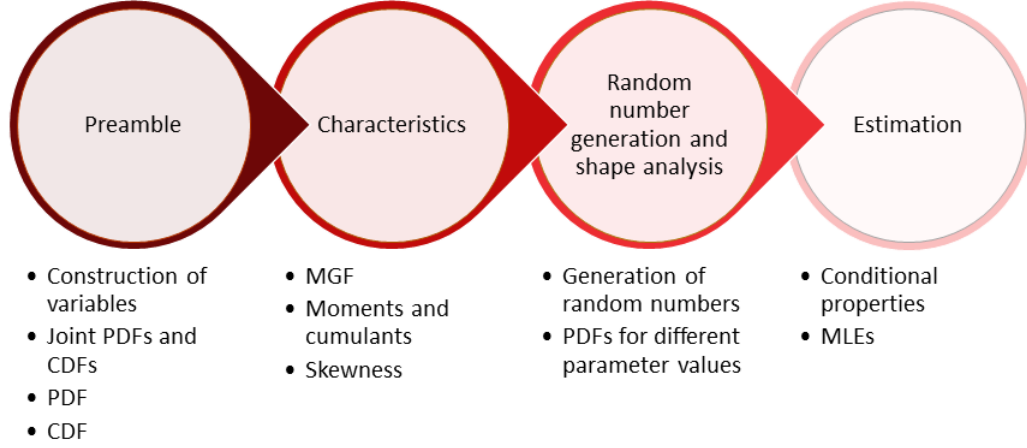 Preamble
Characteristics
Random
number
generation and
shape analysis
Estimation
• Construction of
variables
• Joint PDFs and
CDFs
• PDF
• CDF
• MGF
• Moments and
cumulants
• Skewness
• Generation of
random numbers
• PDFs for different
parameter values
• Conditional
properties
• MLEs